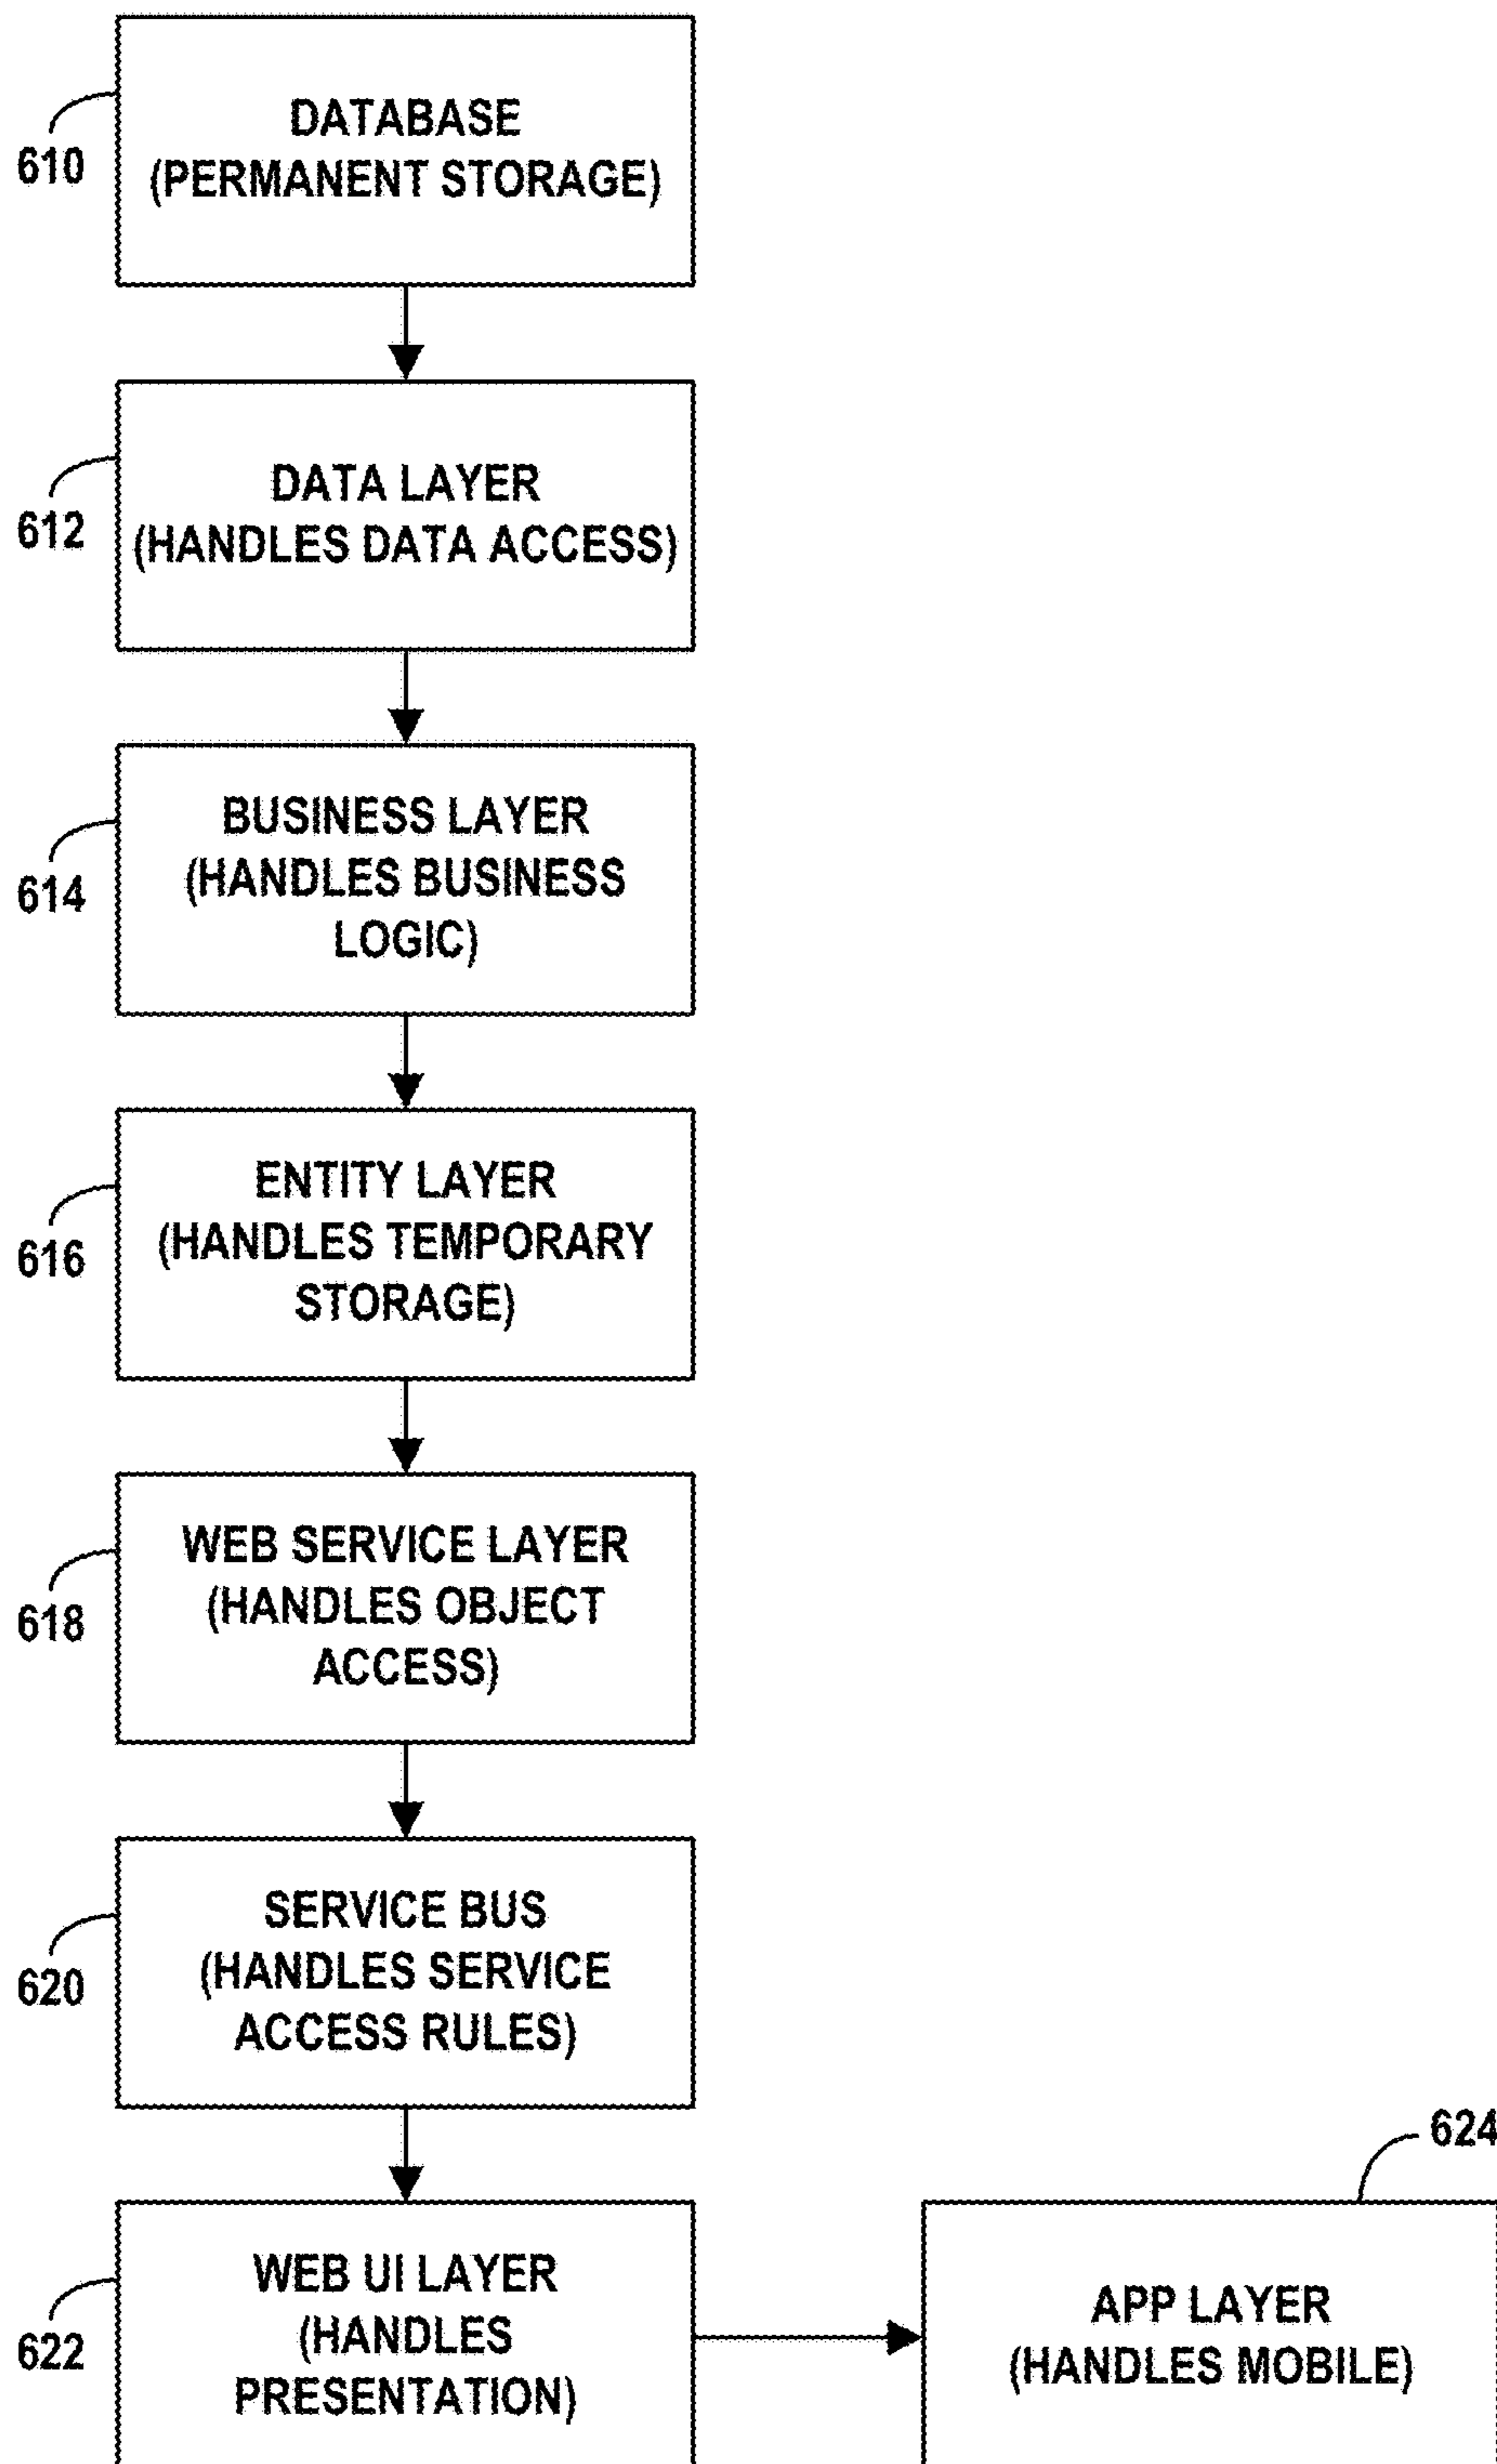 DATABASE
(PERMANENT STORAGE)
610
DATA LAYER
(HANDLES DATA ACCESS)
612
BUSINESS LAYER
(HANDLES BUSINESS
LOGIC)
614
ENTITY LAYER
(HANDLES TEMPORARY
STORAGE)
616
WEB SERVICE LAYER
(HANDLES OBJECT
ACCESS)
618
SERVICE BUS
(HANDLES SERVICE
ACCESS RULES)
620
WEB UI LAYER
(HANDLES
PRESENTATION)
622
624
APP LAYER
(HANDLES MOBILE)